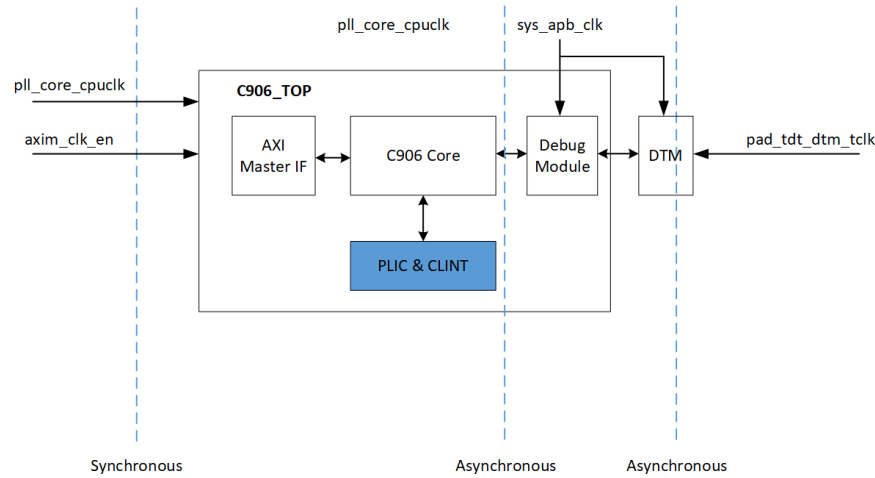 pll_core_cpuclk
sys_apb_clk
pll_core_cpuclk
C906_TOP
axim_clk_en
AXI
Master IF
C906 Core
Debug
Module
DTM
pad_tdt_dtm_tclk
PLIC & CLINT
Synchronous
Asynchronous
Asynchronous